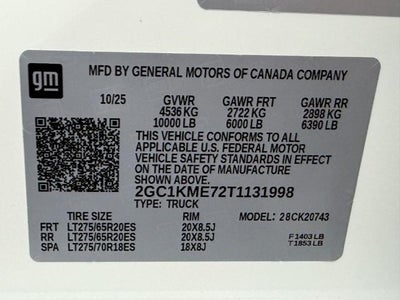 gm
MFD BY GENERAL MOTORS OF CANADA COMPANY
10/25 GVWR GAWR FRT GAWR RR
4536 KG 2722 KG 2898 KG
10000 LB 6000 LB 6390 LB
THIS VEHICLE CONFORMS TO ALL
APPLICABLE U.S. FEDERAL MOTOR
VEHICLE SAFETY STANDARDS IN EFFECT
ON THE DATE OF MANUFACTURE
SHOWN ABOVE.
2GC1KME72T1131998
TYPE: TRUCK
TIRE SIZE RIM MODEL: 28CK20743
FRT LT275/65R20ES 20X8.5J
RR LT275/65R20ES 20X8.5J F1403 LB
SPA LT275/70R18ES 18X8J T1853 LB